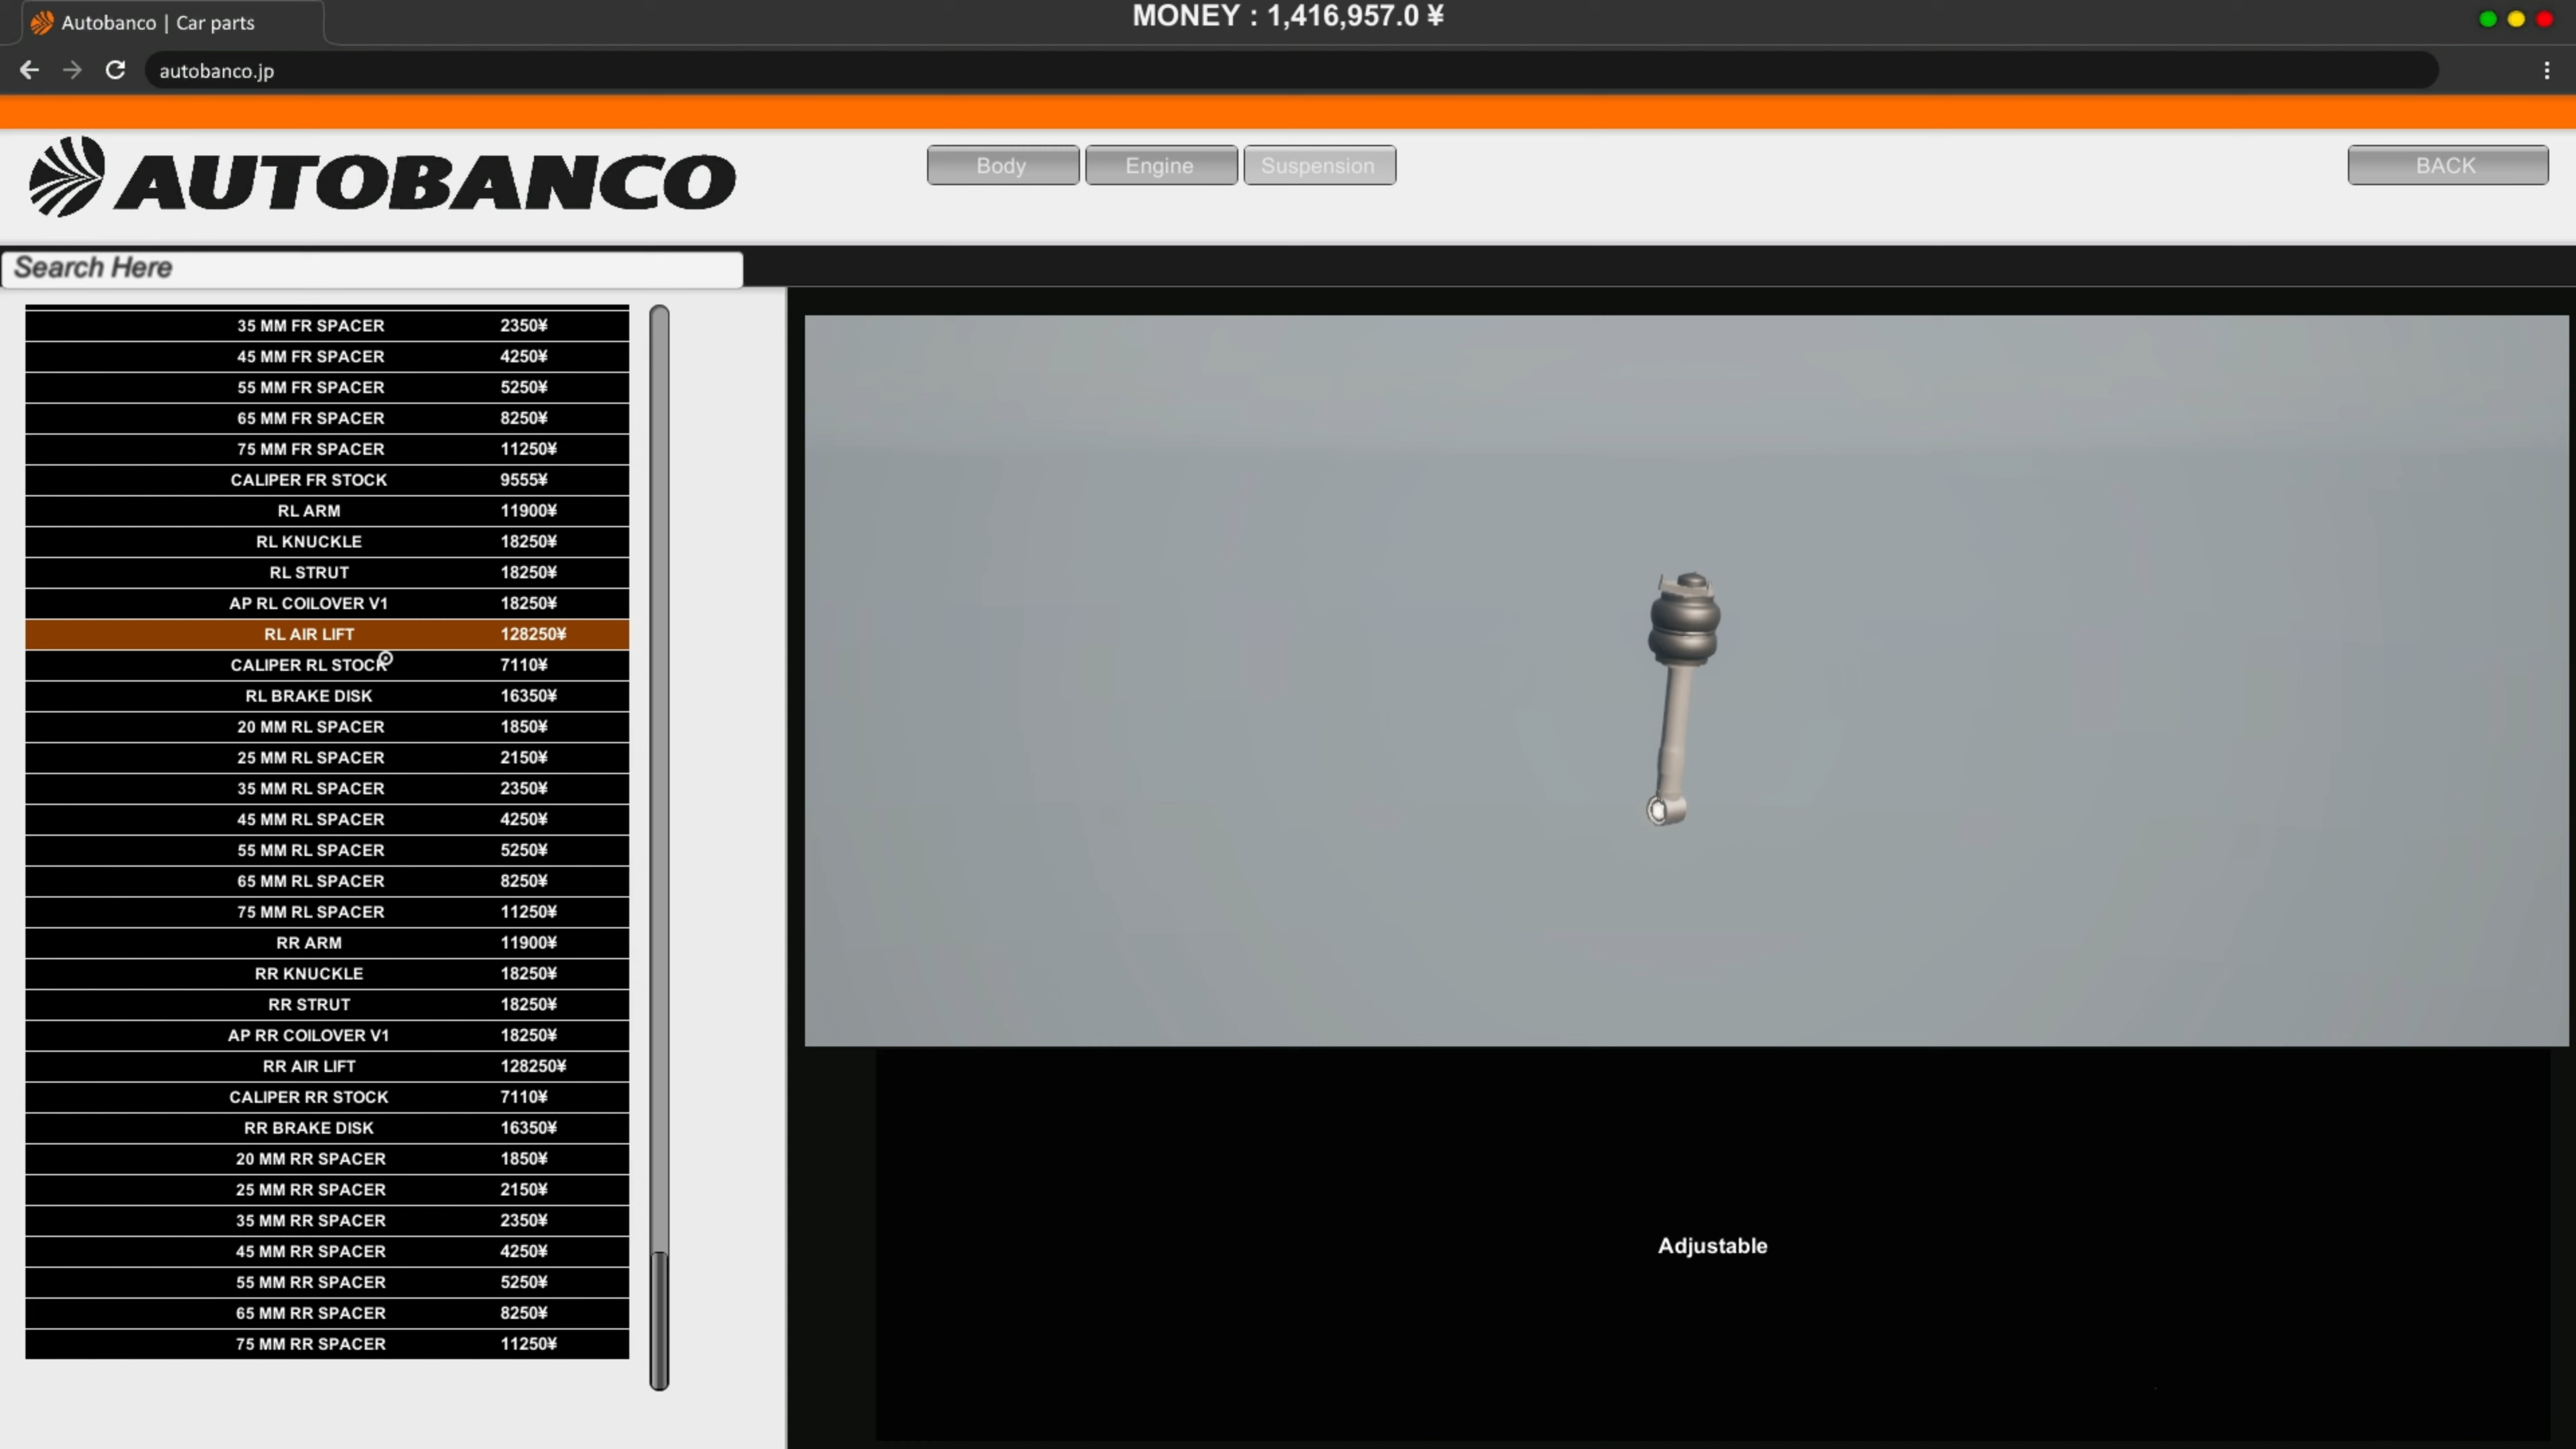 Autobanco | Car parts
MONEY : 1,416,957.0 ¥
autobanco.jp
AUTOBANCO
Body
Engine
Suspension
BACK
Search Here
35 MM FR SPACER 2350¥
45 MM FR SPACER 4250¥
55 MM FR SPACER 5250¥
65 MM FR SPACER 8250¥
75 MM FR SPACER 11250¥
CALIPER FR STOCK 9555¥
RL ARM 11900¥
RL KNUCKLE 18250¥
RL STRUT 18250¥
AP RL COILOVER V1 18250¥
RL AIR LIFT 128250¥
CALIPER RL STOCK 7110¥
RL BRAKE DISK 16350¥
20 MM RL SPACER 1850¥
25 MM RL SPACER 2150¥
35 MM RL SPACER 2350¥
45 MM RL SPACER 4250¥
55 MM RL SPACER 5250¥
65 MM RL SPACER 8250¥
75 MM RL SPACER 11250¥
RR ARM 11900¥
RR KNUCKLE 18250¥
RR STRUT 18250¥
AP RR COILOVER V1 18250¥
RR AIR LIFT 128250¥
CALIPER RR STOCK 7110¥
RR BRAKE DISK 16350¥
20 MM RR SPACER 1850¥
25 MM RR SPACER 2150¥
35 MM RR SPACER 2350¥
45 MM RR SPACER 4250¥
55 MM RR SPACER 5250¥
65 MM RR SPACER 8250¥
75 MM RR SPACER 11250¥
Adjustable